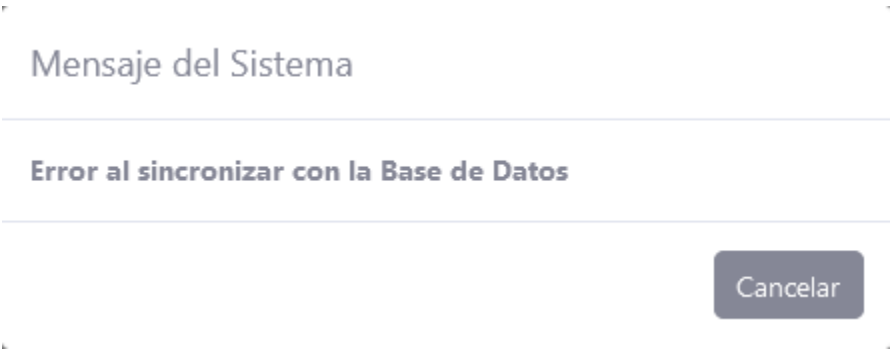 Mensaje del Sistema
Error al sincronizar con la Base de Datos
Cancelar